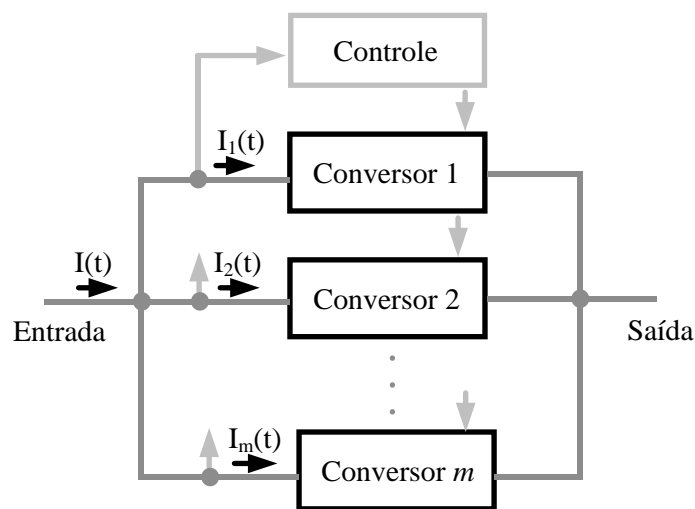 Controle
I₁(t)
Conversor 1
I(t)
I₂(t)
Conversor 2
Entrada
Saída
Iₘ(t)
Conversor m